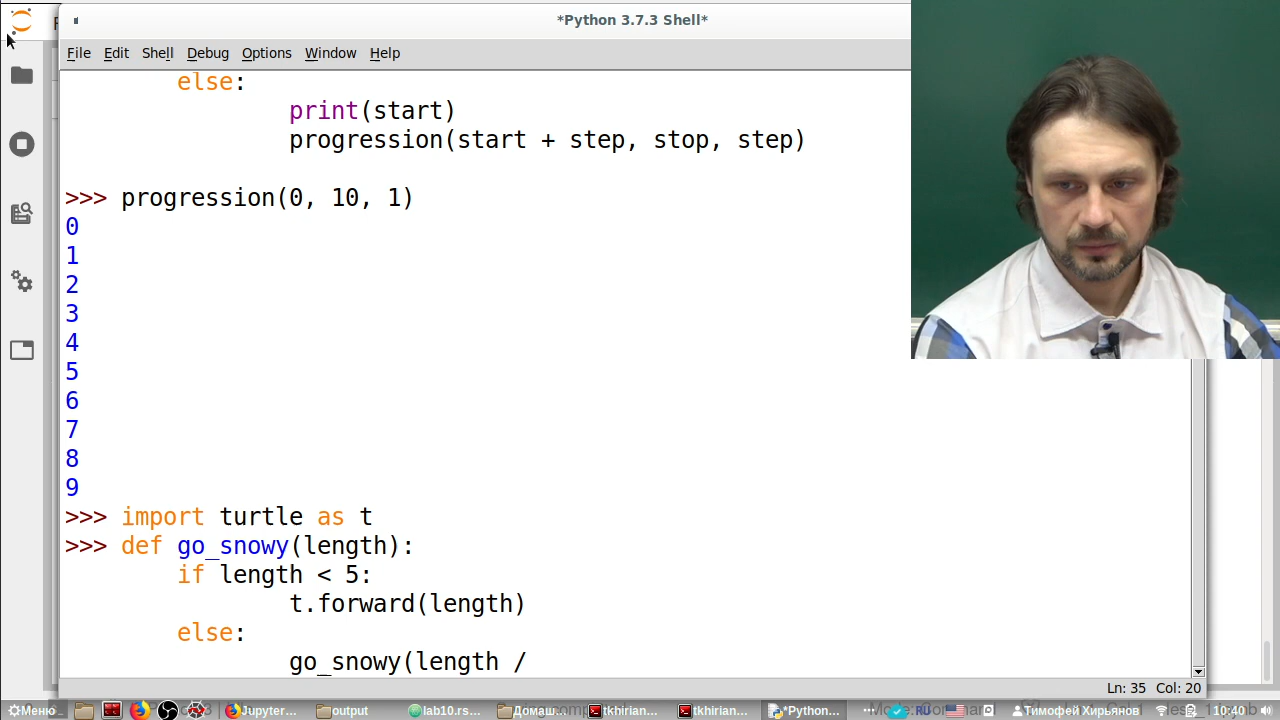 *Python 3.7.3 Shell*
File Edit Shell Debug Options Window Help
else:
print(start)
progression(start + step, stop, step)
>>> progression(0, 10, 1)
0
1
2
3
4
5
6
7
8
9
>>> import turtle as t
>>> def go_snowy(length):
if length < 5:
t.forward(length)
else:
go_snowy(length /
Ln: 35 Col: 20
Меню Jupyter... output lab10.rs... Домаш... tkhirian... tkhirian... *Python... RU Тимофей Хирьянов 10:40